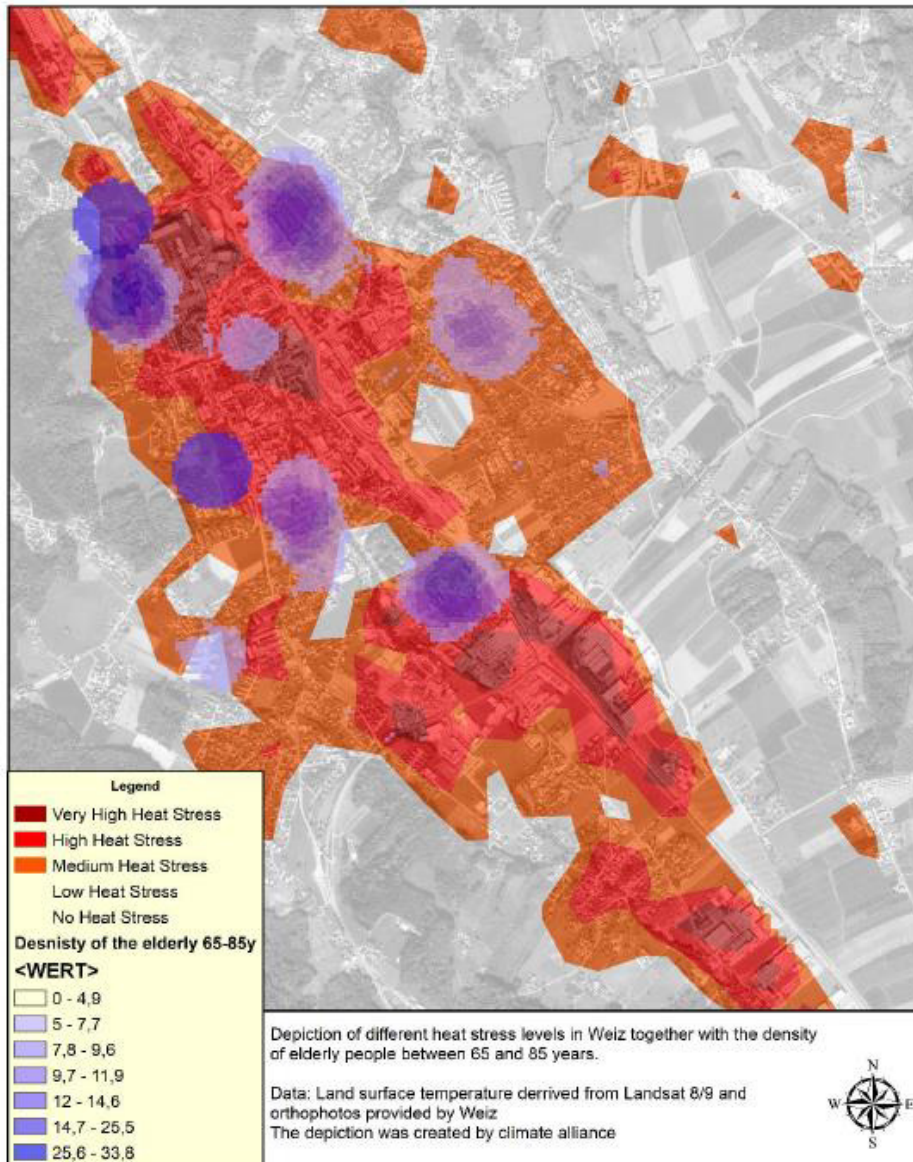 Legend
Very High Heat Stress
High Heat Stress
Medium Heat Stress
Low Heat Stress
No Heat Stress
Desnisty of the elderly 65-85y
<WERT>
0 - 4,9
5 - 7,7
7,8 - 9,6
9,7 - 11,9
12 - 14,6
14,7 - 25,5
25,6 - 33,8
Depiction of different heat stress levels in Weiz together with the density
of elderly people between 65 and 85 years.
Data: Land surface temperature derrived from Landsat 8/9 and
orthophotos provided by Weiz
The depiction was created by climate alliance
N
W E
S